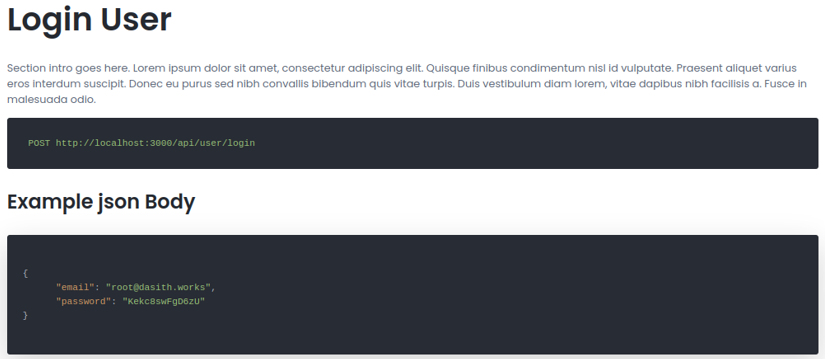 Login User
Section intro goes here. Lorem ipsum dolor sit amet, consectetur adipiscing elit. Quisque finibus condimentum nisl id vulputate. Praesent aliquet varius
eros interdum suscipit. Donec eu purus sed nibh convallis bibendum quis vitae turpis. Duis vestibulum diam lorem, vitae dapibus nibh facilisis a. Fusce in
malesuada odio.
POST http://localhost:3000/api/user/login
Example json Body
{
"email": "root@dasith.works",
"password": "Kekc8swFgD6zU"
}